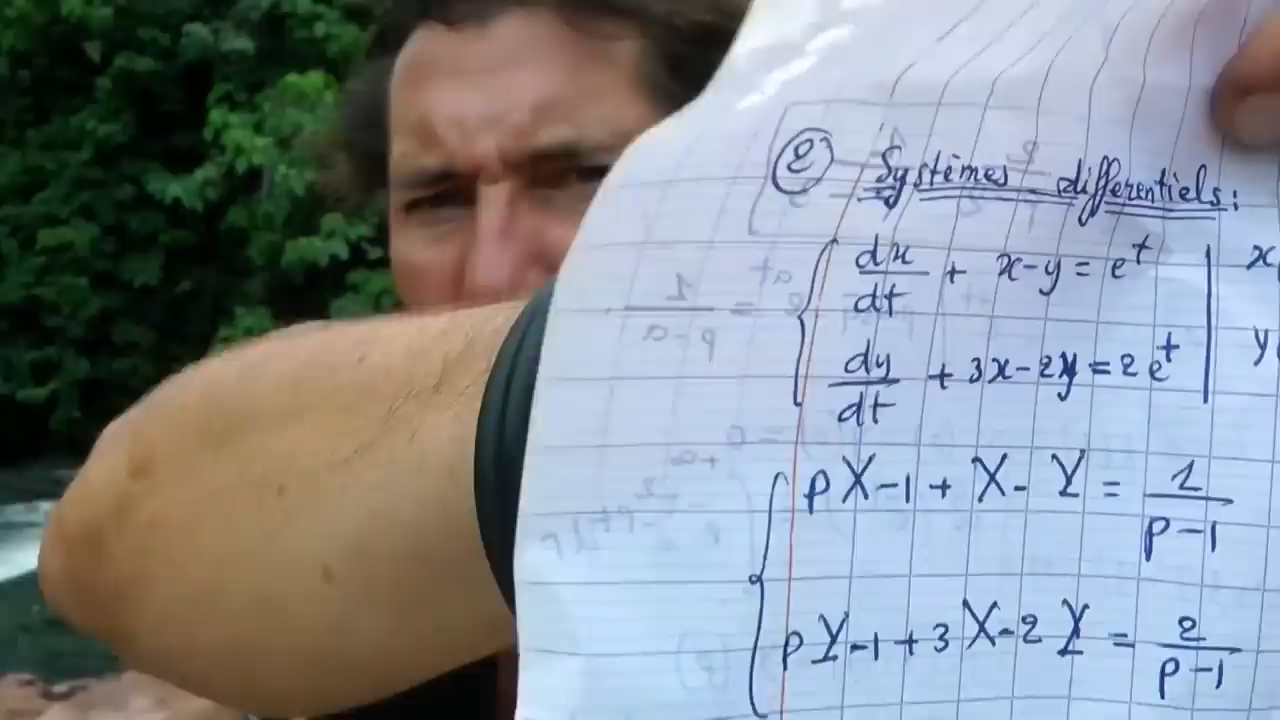 ② Systèmes différentiels:
dx/dt + x-y = e^t | x
dy/dt + 3x-2y = 2e^t | y
pX-1 + X-Y = 1/p-1
pY-1+3X-2Y = 2/p-1